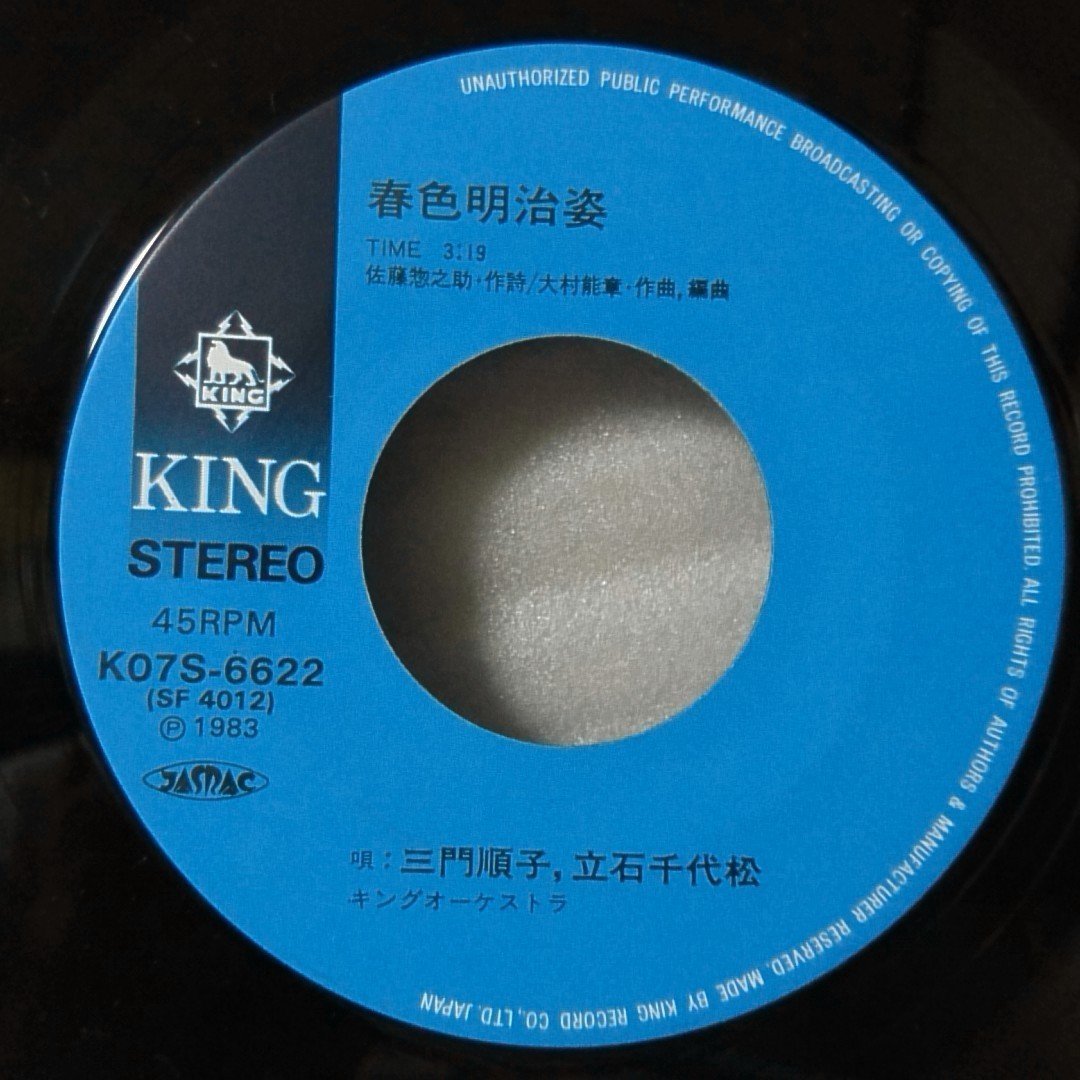 UNAUTHORIZED PUBLIC PERFORMANCE BROADCASTING OR COPYING OF THIS RECORD PROHIBITED. ALL RIGHTS OF AUTHORS & MANUFACTURER RESERVED. MADE BY KING RECORD CO., LTD. JAPAN
春色明治姿
TIME 3:19
佐藤惣之助・作詩/大村能章・作曲,編曲
KING
KING
STEREO
45RPM
K07S-6622
(SF 4012)
Ⓟ 1983
JASRAC
唄:三門順子,立石千代松
キングオーケストラ